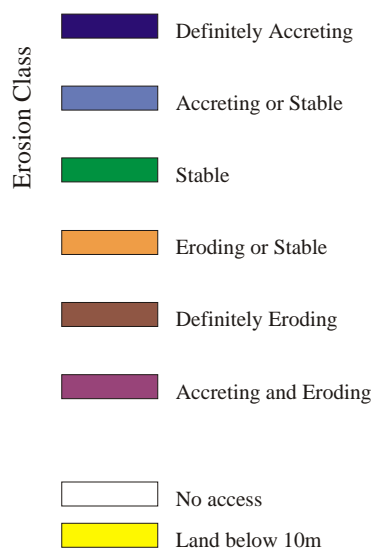 Erosion Class
Definitely Accreting
Accreting or Stable
Stable
Eroding or Stable
Definitely Eroding
Accreting and Eroding
No access
Land below 10m